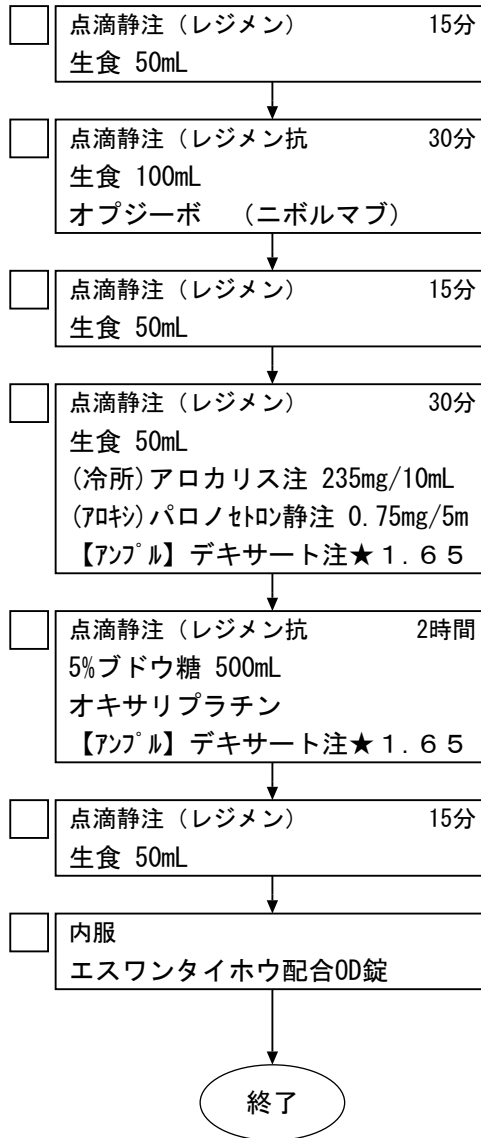 点滴静注（レジメン） 15分
生食 50mL
点滴静注（レジメン抗 30分
生食 100mL
オプジーボ （ニボルマブ）
点滴静注（レジメン） 15分
生食 50mL
点滴静注（レジメン） 30分
生食 50mL
(冷所)アロカリス注 235mg/10mL
(ｱﾛｷｼ)パロノｾﾄロン静注 0.75mg/5m
【ｱﾝﾌﾟﾙ】デキサート注★１.６５
点滴静注（レジメン抗 2時間
5%ブドウ糖 500mL
オキサリプラチン
【ｱﾝﾌﾟﾙ】デキサート注★１.６５
点滴静注（レジメン） 15分
生食 50mL
内服
エスワンタイホウ配合OD錠
終了